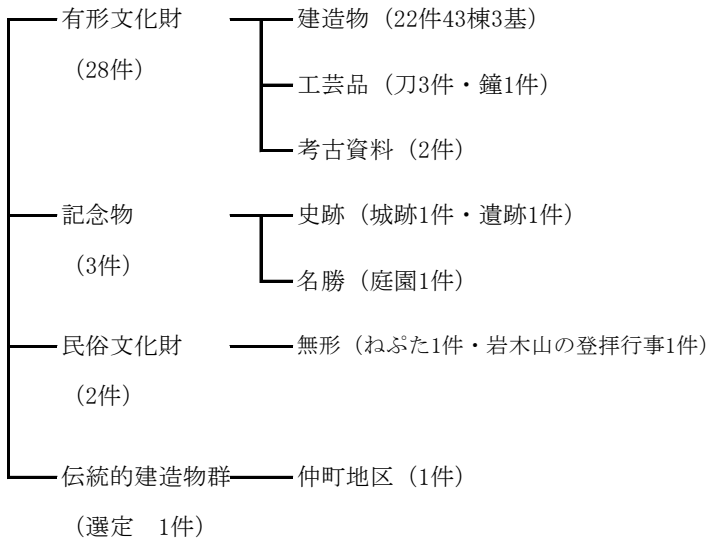 有形文化財
建造物（22件43棟3基）
（28件）
工芸品（刀3件・鐘1件）
考古資料（2件）
記念物
史跡（城跡1件・遺跡1件）
（3件）
名勝（庭園1件）
民俗文化財
無形（ねぷた1件・岩木山の登拝行事1件）
（2件）
伝統的建造物群
仲町地区（1件）
（選定　1件）